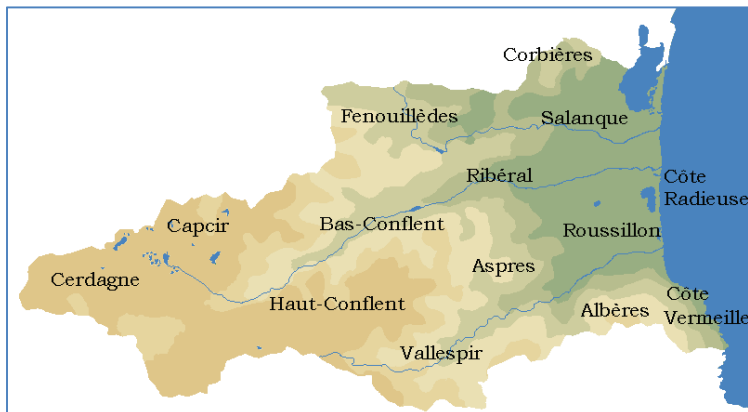 Corbières
Fenouillèdes
Salanque
Ribéral
Côte
Radieuse
Capcir
Bas-Conflent
Roussillon
Cerdagne
Aspres
Haut-Conflent
Albères
Côte
Vermeille
Vallespir